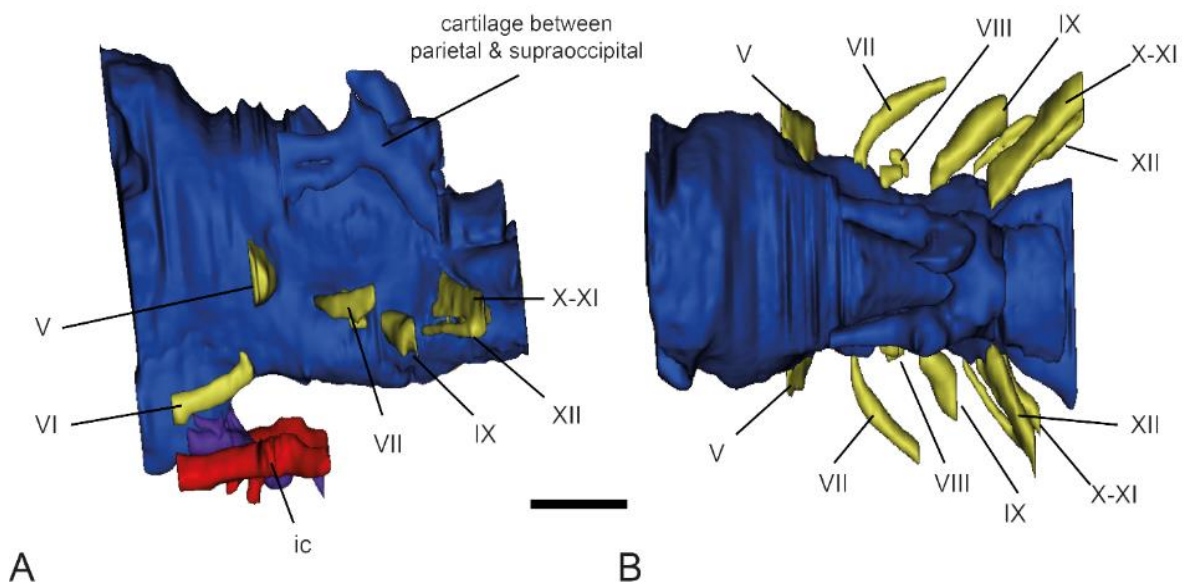 cartilage between
parietal & supraoccipital
V
VI
VII
IX
X-XI
XII
ic
A
V
VII
VIII
IX
X-XI
XII
V
VII
VIII
IX
X-XI
XII
B